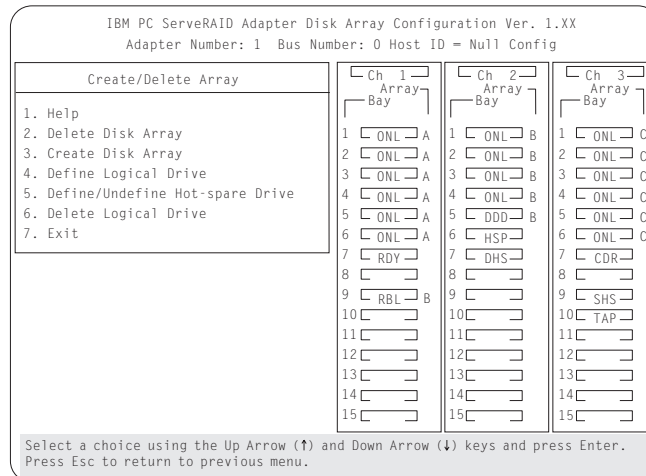 IBM PC ServeRAID Adapter Disk Array Configuration Ver. 1.XX
Adapter Number: 1 Bus Number: 0 Host ID = Null Config
Create/Delete Array
1. Help
2. Delete Disk Array
3. Create Disk Array
4. Define Logical Drive
5. Define/Undefine Hot-spare Drive
6. Delete Logical Drive
7. Exit
Ch 1
Array
Bay
1 ONL A
2 ONL A
3 ONL A
4 ONL A
5 ONL A
6 ONL A
7 RDY
8
9 RBL B
10
11
12
13
14
15
Ch 2
Array
Bay
1 ONL B
2 ONL B
3 ONL B
4 ONL B
5 DDD B
6 HSP
7 DHS
8
9
10
11
12
13
14
15
Ch 3
Array
Bay
1 ONL C
2 ONL C
3 ONL C
4 ONL C
5 ONL C
6 ONL C
7 CDR
8
9 SHS
10 TAP
11
12
13
14
15
Select a choice using the Up Arrow (↑) and Down Arrow (↓) keys and press Enter.
Press Esc to return to previous menu.